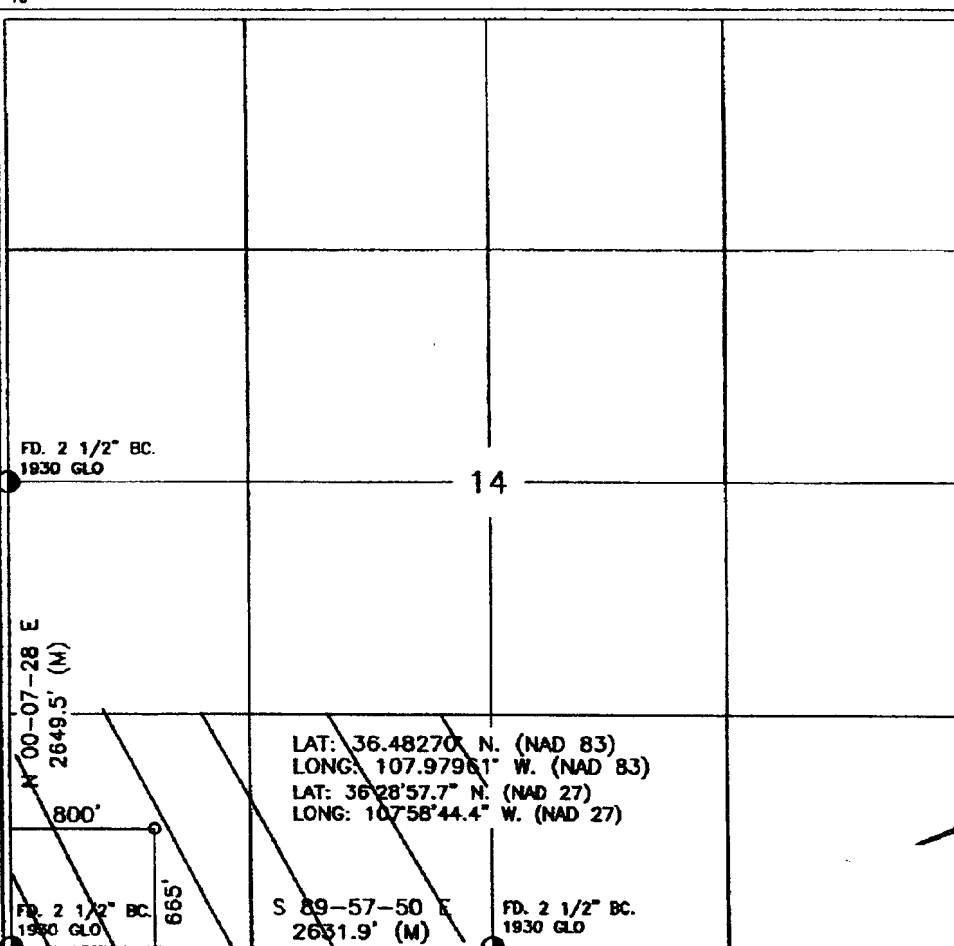 FD. 2 1/2" BC.
1930 GLO
14
N 00-07-28 E
2649.5' (M)
LAT: 36.48270° N. (NAD 83)
LONG: 107.97961° W. (NAD 83)
LAT: 36°28'57.7" N. (NAD 27)
LONG: 107°58'44.4" W. (NAD 27)
800'
665'
FD. 2 1/2" BC.
1930 GLO
S 89-57-50 E
2631.9' (M)
FD. 2 1/2" BC.
1930 GLO